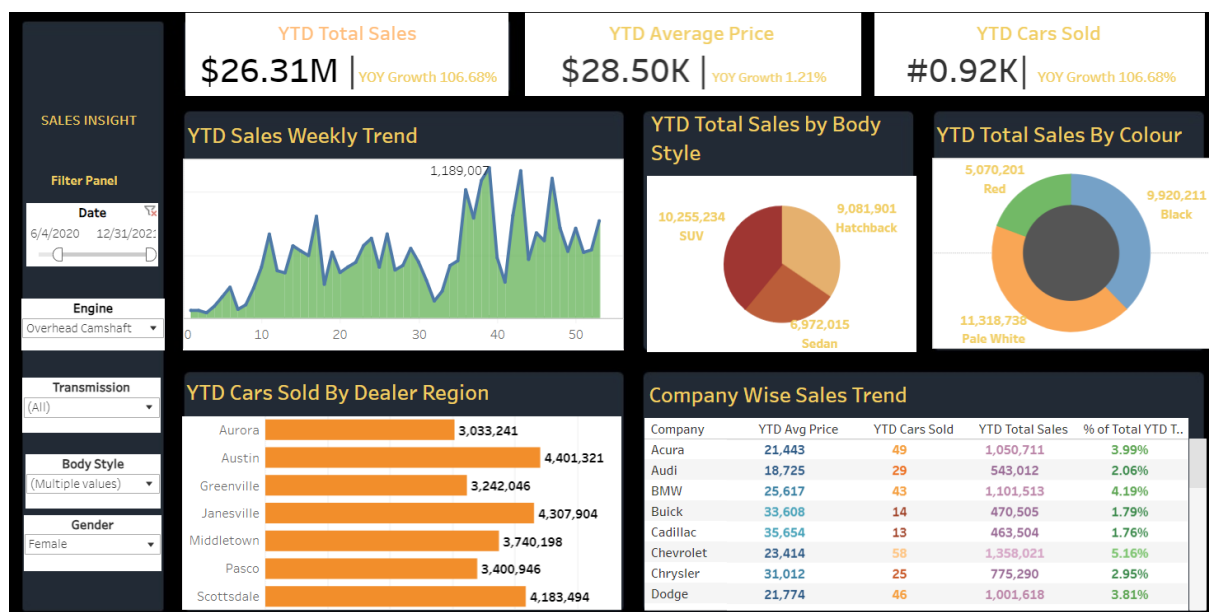 SALES INSIGHT
Filter Panel
Date
6/4/2020 12/31/202:
Engine
Overhead Camshaft
Transmission
(All)
Body Style
(Multiple values)
Gender
Female
YTD Total Sales
$26.31M | YOY Growth 106.68%
YTD Average Price
$28.50K | YOY Growth 1.21%
YTD Cars Sold
#0.92K| YOY Growth 106.68%
YTD Sales Weekly Trend
1,189,007
0 10 20 30 40 50
YTD Total Sales by Body
Style
10,255,234
SUV
9,081,901
Hatchback
6,972,015
Sedan
YTD Total Sales By Colour
5,070,201
Red
9,920,211
Black
11,318,738
Pale White
YTD Cars Sold By Dealer Region
Aurora 3,033,241
Austin 4,401,321
Greenville 3,242,046
Janesville 4,307,904
Middletown 3,740,198
Pasco 3,400,946
Scottsdale 4,183,494
Company Wise Sales Trend
Company YTD Avg Price YTD Cars Sold YTD Total Sales % of Total YTD T..
Acura 21,443 49 1,050,711 3.99%
Audi 18,725 29 543,012 2.06%
BMW 25,617 43 1,101,513 4.19%
Buick 33,608 14 470,505 1.79%
Cadillac 35,654 13 463,504 1.76%
Chevrolet 23,414 58 1,358,021 5.16%
Chrysler 31,012 25 775,290 2.95%
Dodge 21,774 46 1,001,618 3.81%